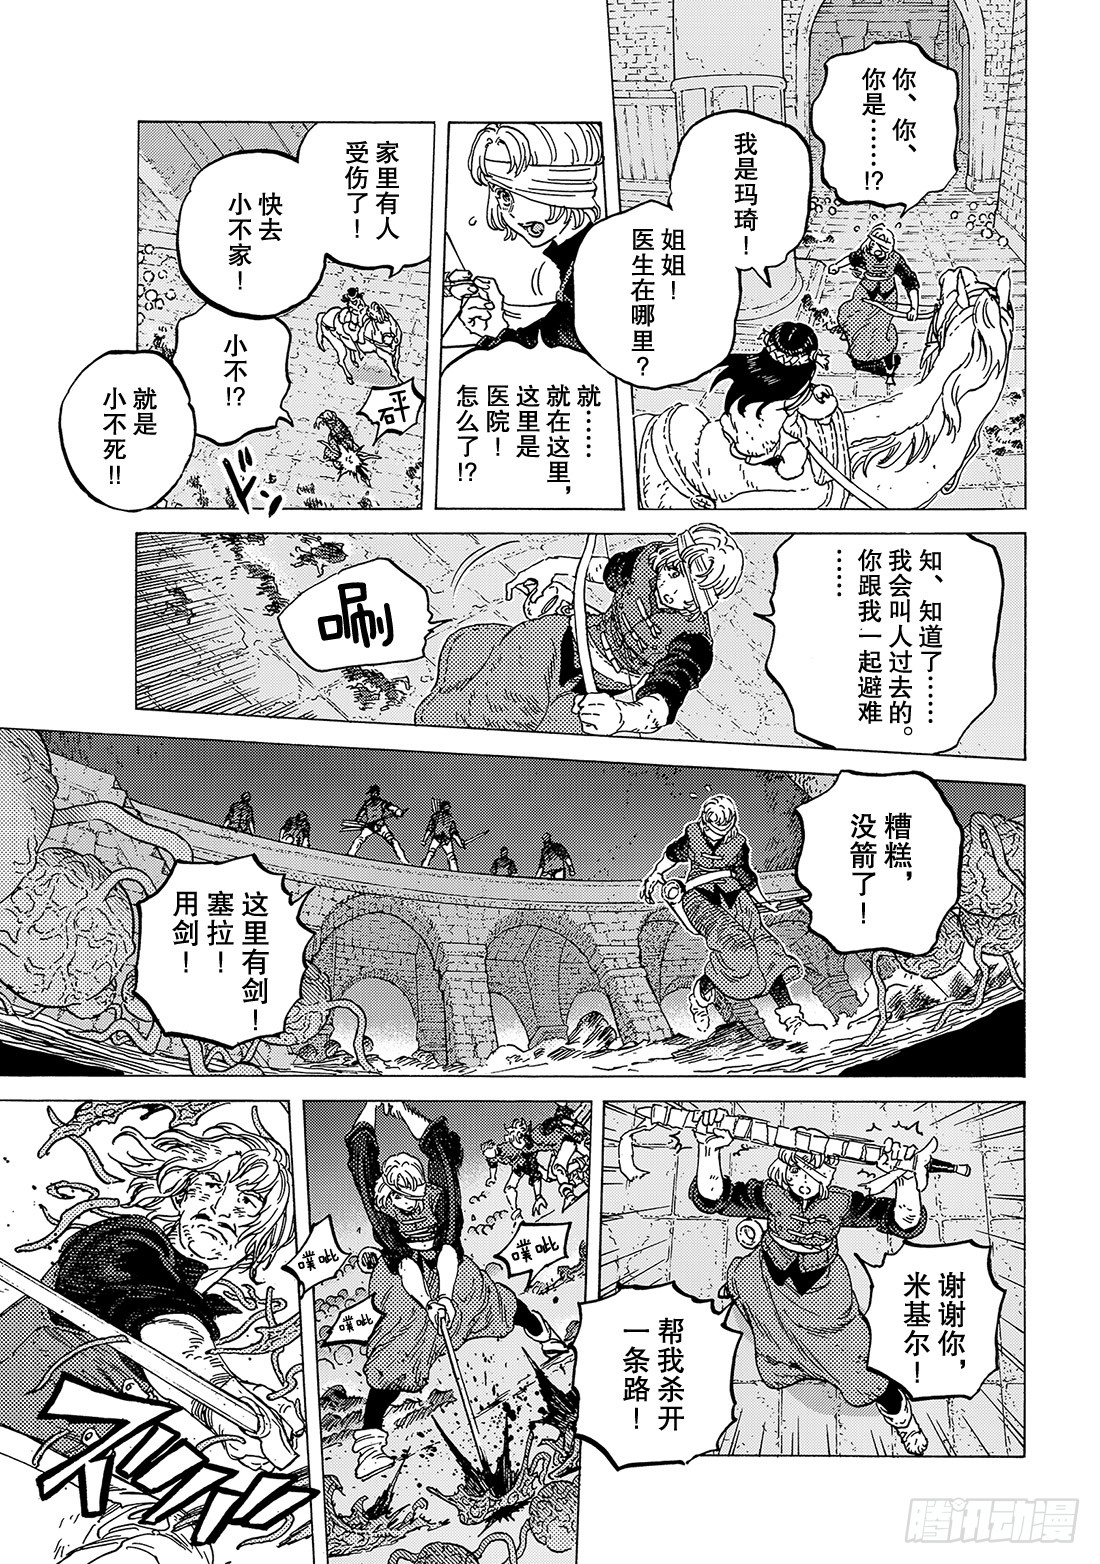 你、你、
你是……!?
我是玛琦！
姐姐！
医生在哪里？
就……
就在这里，
这里是
医院！
怎么了!?
家里有人
受伤了！
快去
小不家！
小不!?
就是
小不死!!
砰
ドドン
知、知道了……
我会叫人过去的。
你跟我一起避难
……
唰
糟糕，
没箭了！
这里有剑！
塞拉！
用剑！
谢谢你，
米基尔！
帮我杀开
一条路！
噗呲
噗呲
噗呲
腾讯动漫